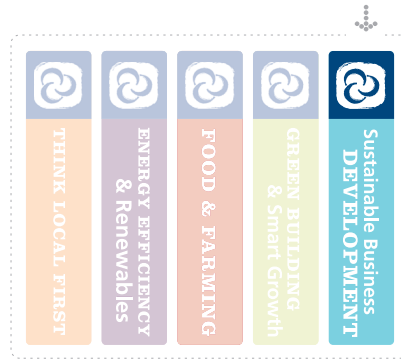 THINK LOCAL FIRST
ENERGY EFFICIENCY
& Renewables
FOOD & FARMING
GREEN BUILDING
& Smart Growth
Sustainable Business
DEVELOPMENT